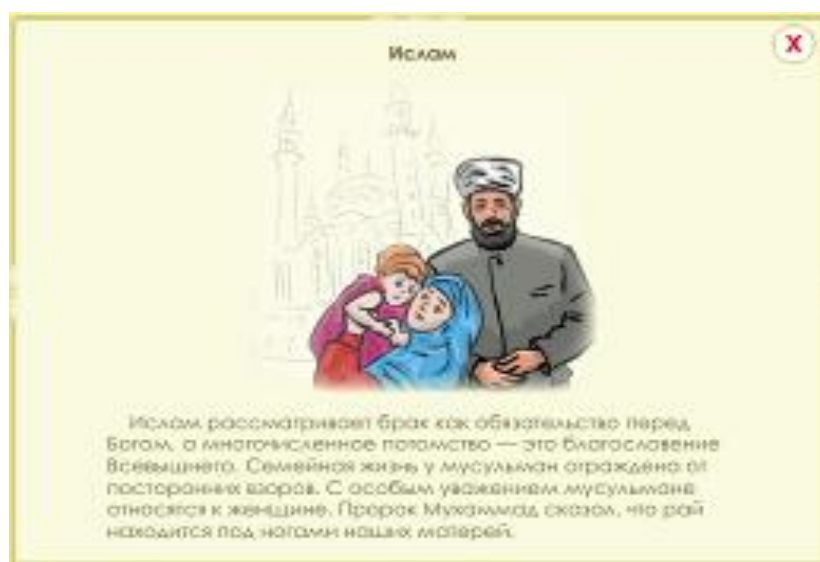 Ислам
X
Ислам рассматривает брак как обязательство перед
Богом, а многочисленное потомство — это благословение
Всевышнего. Семейная жизнь у мусульман ограждена от
посторонних взоров. С особым уважением мусульмане
относятся к женщине. Пророк Мухаммад сказал, что рай
находится под ногами наших матерей.